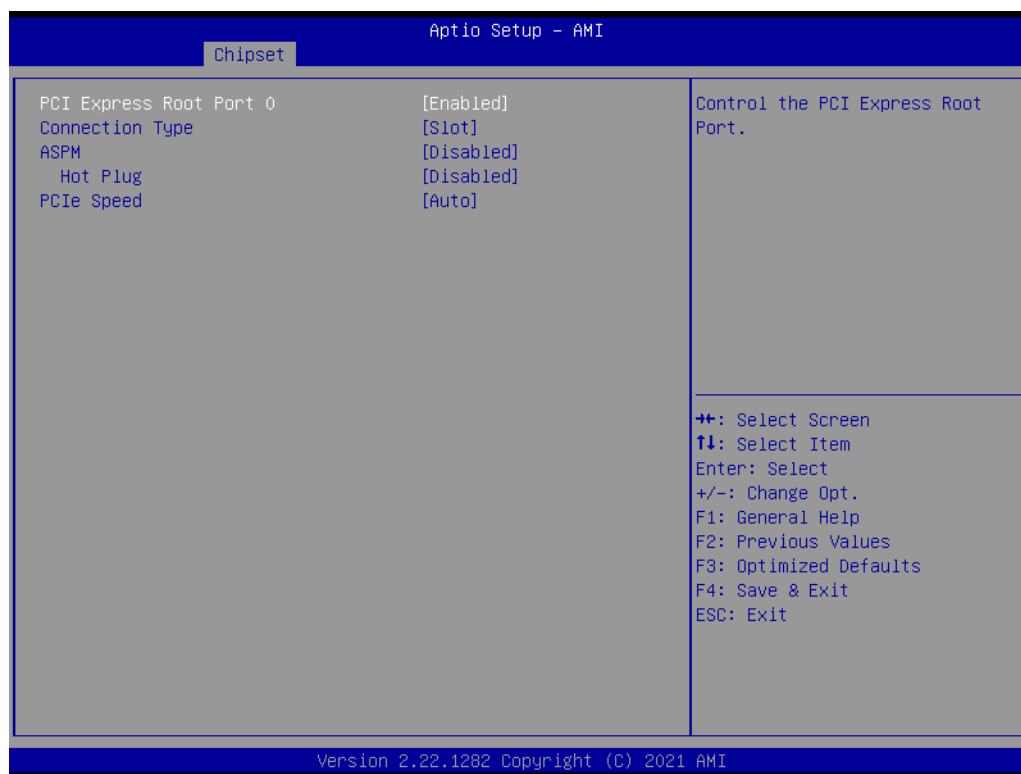 Aptio Setup - AMI
Chipset
PCI Express Root Port 0 [Enabled]
Connection Type [Slot]
ASPM [Disabled]
Hot Plug [Disabled]
PCIe Speed [Auto]
Control the PCI Express Root
Port.
→←: Select Screen
↑↓: Select Item
Enter: Select
+/-: Change Opt.
F1: General Help
F2: Previous Values
F3: Optimized Defaults
F4: Save & Exit
ESC: Exit
Version 2.22.1282 Copyright (C) 2021 AMI